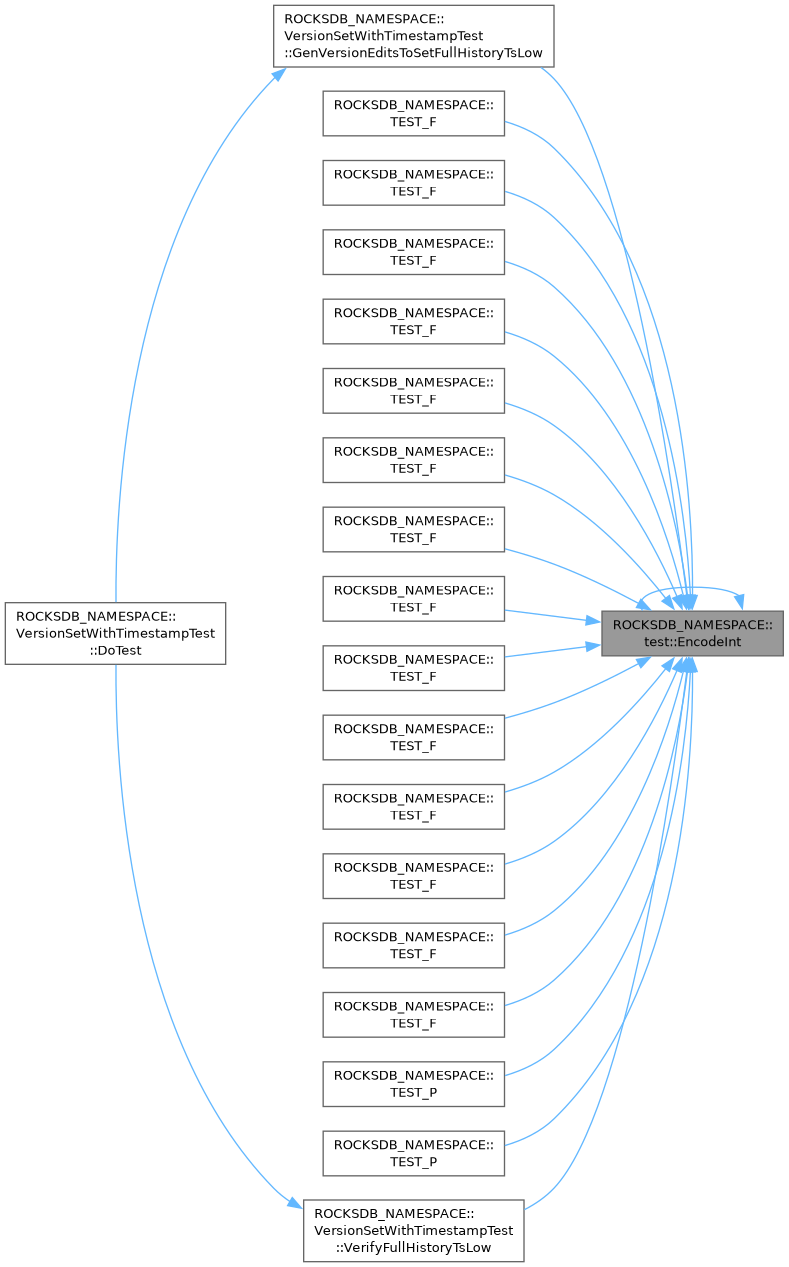 ROCKSDB_NAMESPACE::
VersionSetWithTimestampTest
::GenVersionEditsToSetFullHistoryTsLow
ROCKSDB_NAMESPACE::
TEST_F
ROCKSDB_NAMESPACE::
TEST_F
ROCKSDB_NAMESPACE::
TEST_F
ROCKSDB_NAMESPACE::
TEST_F
ROCKSDB_NAMESPACE::
TEST_F
ROCKSDB_NAMESPACE::
TEST_F
ROCKSDB_NAMESPACE::
TEST_F
ROCKSDB_NAMESPACE::
TEST_F
ROCKSDB_NAMESPACE::
VersionSetWithTimestampTest
::DoTest
ROCKSDB_NAMESPACE::
test::EncodeInt
ROCKSDB_NAMESPACE::
TEST_F
ROCKSDB_NAMESPACE::
TEST_F
ROCKSDB_NAMESPACE::
TEST_F
ROCKSDB_NAMESPACE::
TEST_F
ROCKSDB_NAMESPACE::
TEST_F
ROCKSDB_NAMESPACE::
TEST_F
ROCKSDB_NAMESPACE::
TEST_P
ROCKSDB_NAMESPACE::
TEST_P
ROCKSDB_NAMESPACE::
VersionSetWithTimestampTest
::VerifyFullHistoryTsLow